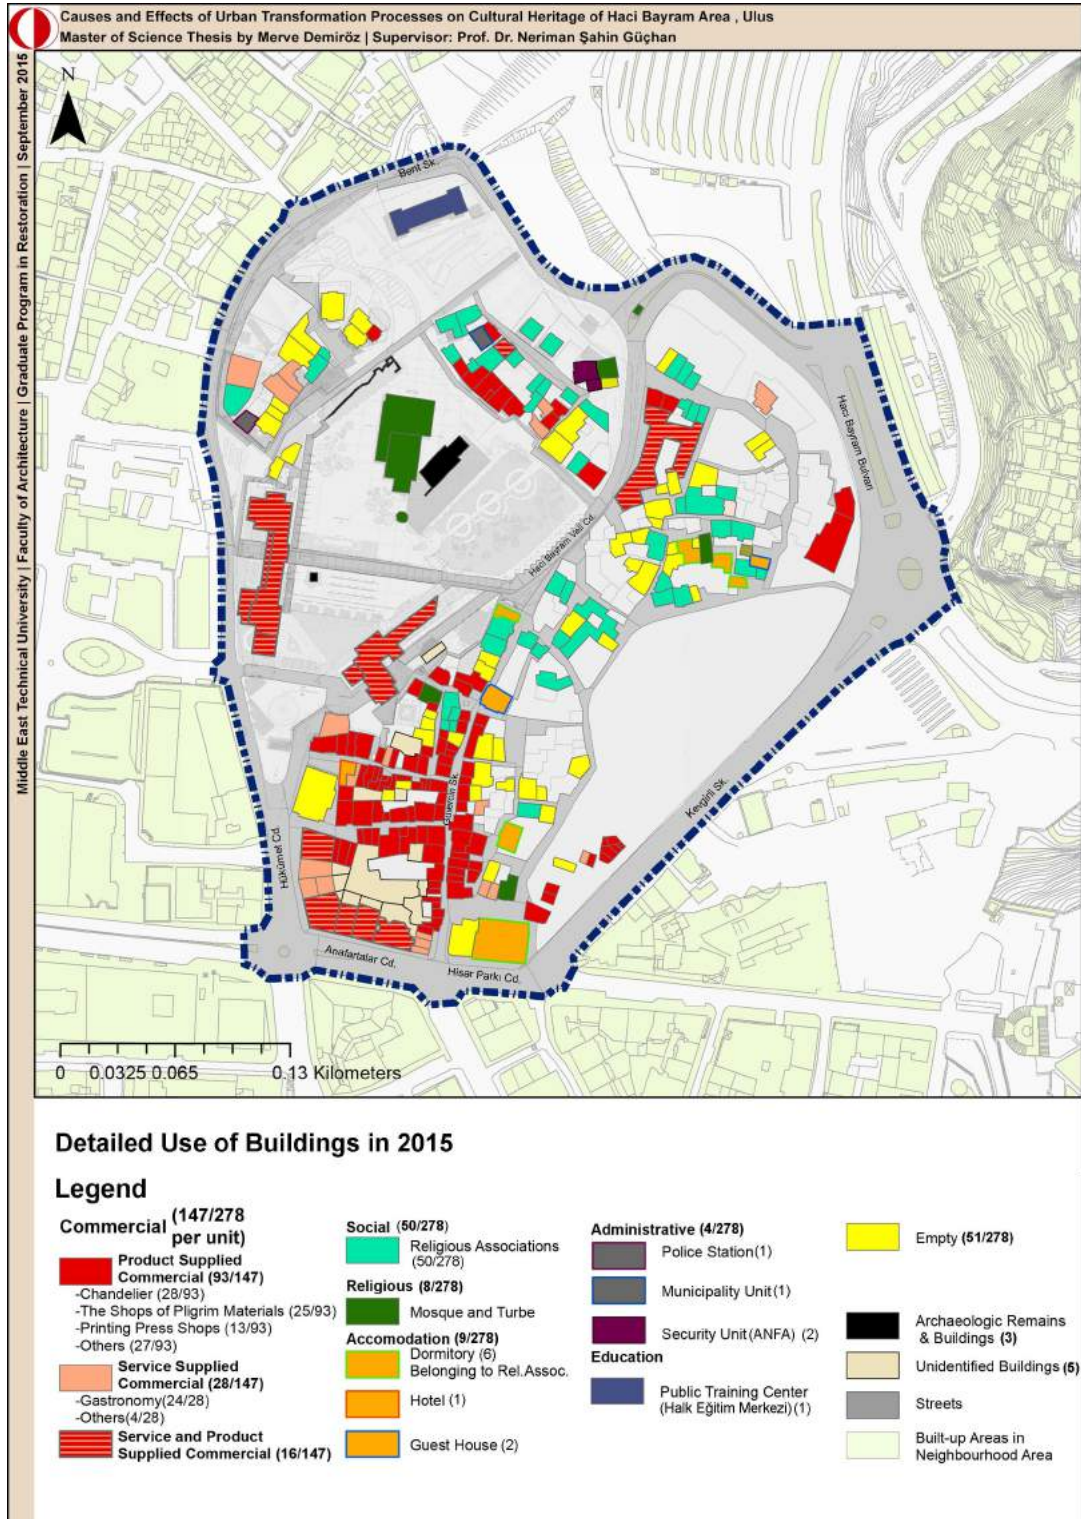 Causes and Effects of Urban Transformation Processes on Cultural Heritage of Haci Bayram Area , Ulus
Master of Science Thesis by Merve Demiröz | Supervisor: Prof. Dr. Neriman Şahin Güçhan
Middle East Technical University | Faculty of Architecture | Graduate Program in Restoration | September 2015
N
Bent Sk.
Haci Bayram Bulvarı
Haci Bayram Veli Cd.
Kevgirli Sk.
Güvercin Sk.
Hükümet Cd.
Anafartalar Cd.
Hisar Parkı Cd.
0 0.0325 0.065 0.13 Kilometers
Detailed Use of Buildings in 2015
Legend
Commercial (147/278
per unit)
Product Supplied
Commercial (93/147)
-Chandelier (28/93)
-The Shops of Pligrim Materials (25/93)
-Printing Press Shops (13/93)
-Others (27/93)
Service Supplied
Commercial (28/147)
-Gastronomy(24/28)
-Others(4/28)
Service and Product
Supplied Commercial (16/147)
Social (50/278)
Religious Associations
(50/278)
Religious (8/278)
Mosque and Turbe
Accomodation (9/278)
Dormitory (6)
Belonging to Rel.Assoc.
Hotel (1)
Guest House (2)
Administrative (4/278)
Police Station(1)
Municipality Unit(1)
Security Unit(ANFA) (2)
Education
Public Training Center
(Halk Eğitim Merkezi)(1)
Empty (51/278)
Archaeologic Remains
& Buildings (3)
Unidentified Buildings (5)
Streets
Built-up Areas in
Neighbourhood Area